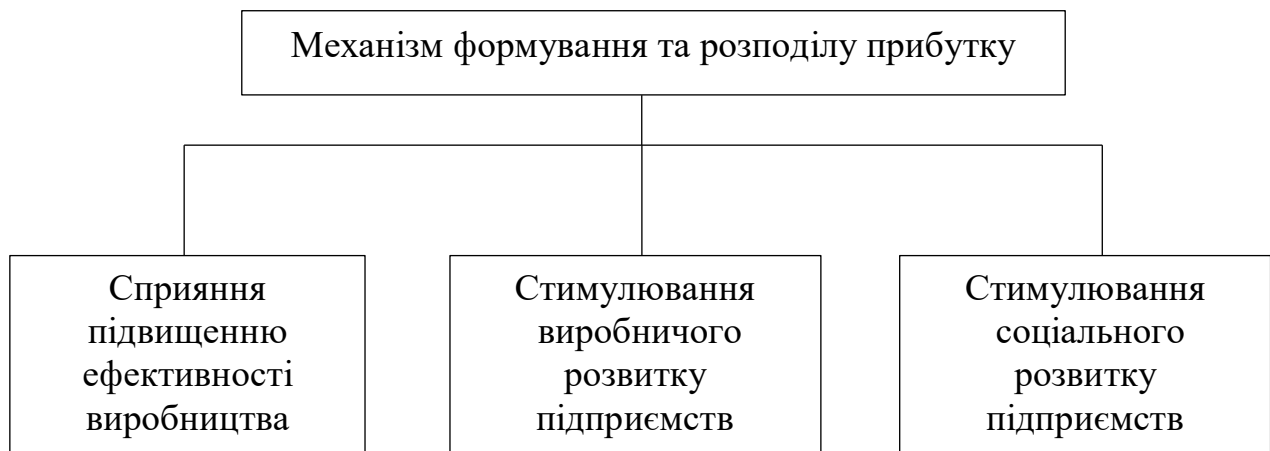 Механізм формування та розподілу прибутку
Сприяння
підвищенню
ефективності
виробництва
Стимулювання
виробничого
розвитку
підприємств
Стимулювання
соціального
розвитку
підприємств